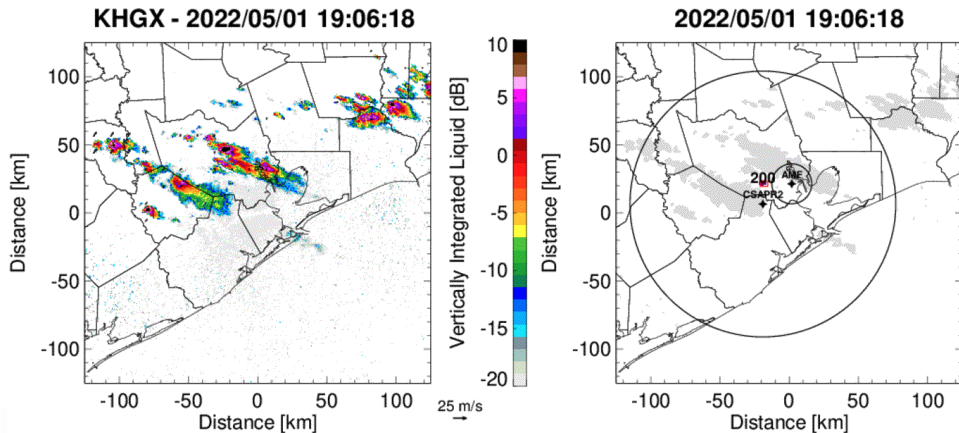 KHGX - 2022/05/01 19:06:18
100
50
0
-50
-100
Distance [km]
-100 -50 0 50 100
Distance [km]
25 m/s
Vertically Integrated Liquid [dB]
10
5
0
-5
-10
-15
-20
2022/05/01 19:06:18
100
50
0
-50
-100
Distance [km]
200
AMF
CSAPR2
-100 -50 0 50 100
Distance [km]